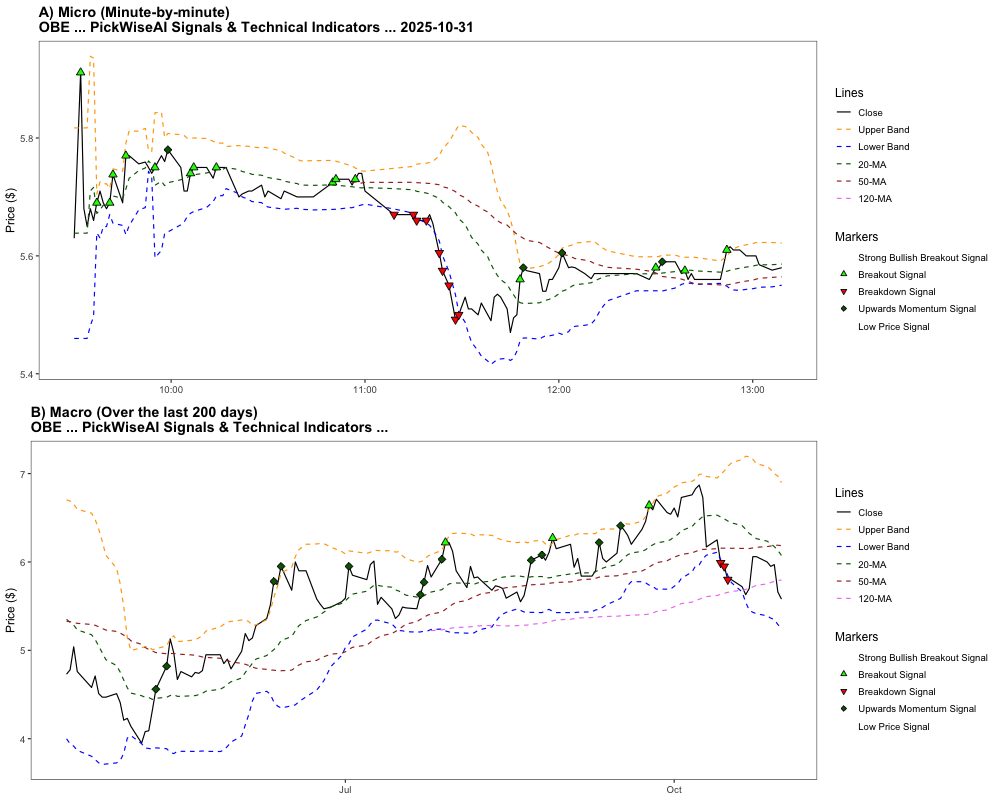 A) Micro (Minute-by-minute)
OBE ... PickWiseAI Signals & Technical Indicators ... 2025-10-31
Price ($)
5.8
5.6
5.4
10:00
11:00
12:00
13:00
Lines
Close
Upper Band
Lower Band
20-MA
50-MA
120-MA
Markers
Strong Bullish Breakout Signal
Breakout Signal
Breakdown Signal
Upwards Momentum Signal
Low Price Signal
B) Macro (Over the last 200 days)
OBE ... PickWiseAI Signals & Technical Indicators ...
Price ($)
7
6
5
4
Jul
Oct
Lines
Close
Upper Band
Lower Band
20-MA
50-MA
120-MA
Markers
Strong Bullish Breakout Signal
Breakout Signal
Breakdown Signal
Upwards Momentum Signal
Low Price Signal